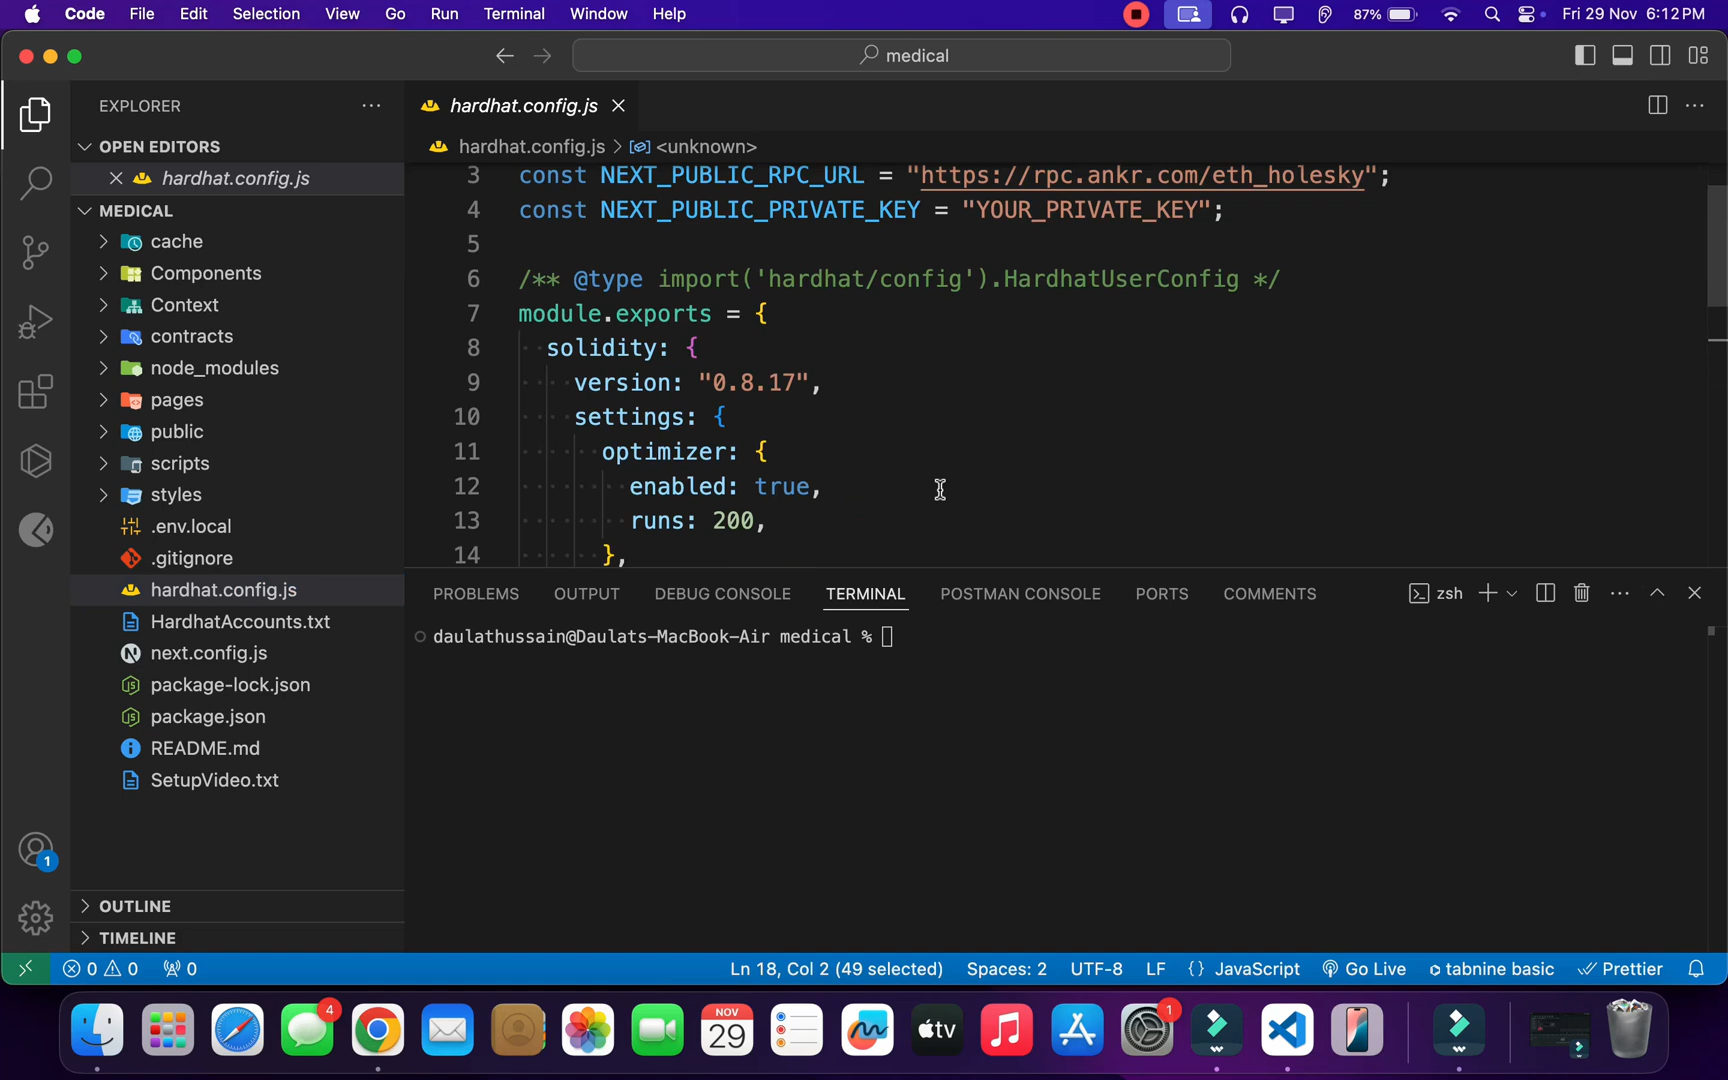 Code File Edit Selection View Go Run Terminal Window Help 87% Fri 29 Nov 6:12 PM
medical
EXPLORER
hardhat.config.js
OPEN EDITORS
hardhat.config.js > <unknown>
hardhat.config.js
MEDICAL
cache
Components
Context
contracts
node_modules
pages
public
scripts
styles
.env.local
.gitignore
hardhat.config.js
HardhatAccounts.txt
next.config.js
package-lock.json
package.json
README.md
SetupVideo.txt
OUTLINE
TIMELINE
3 const NEXT_PUBLIC_RPC_URL = "https://rpc.ankr.com/eth_holesky";
4 const NEXT_PUBLIC_PRIVATE_KEY = "YOUR_PRIVATE_KEY";
5
6 /** @type import('hardhat/config').HardhatUserConfig */
7 module.exports = {
8 solidity: {
9 version: "0.8.17",
10 settings: {
11 optimizer: {
12 enabled: true,
13 runs: 200,
14 },
PROBLEMS OUTPUT DEBUG CONSOLE TERMINAL POSTMAN CONSOLE PORTS COMMENTS zsh
daulathussain@Daulats-MacBook-Air medical %
1
0 0 0 Ln 18, Col 2 (49 selected) Spaces: 2 UTF-8 LF {} JavaScript Go Live tabnine basic Prettier
4 NOV 29 tv 1